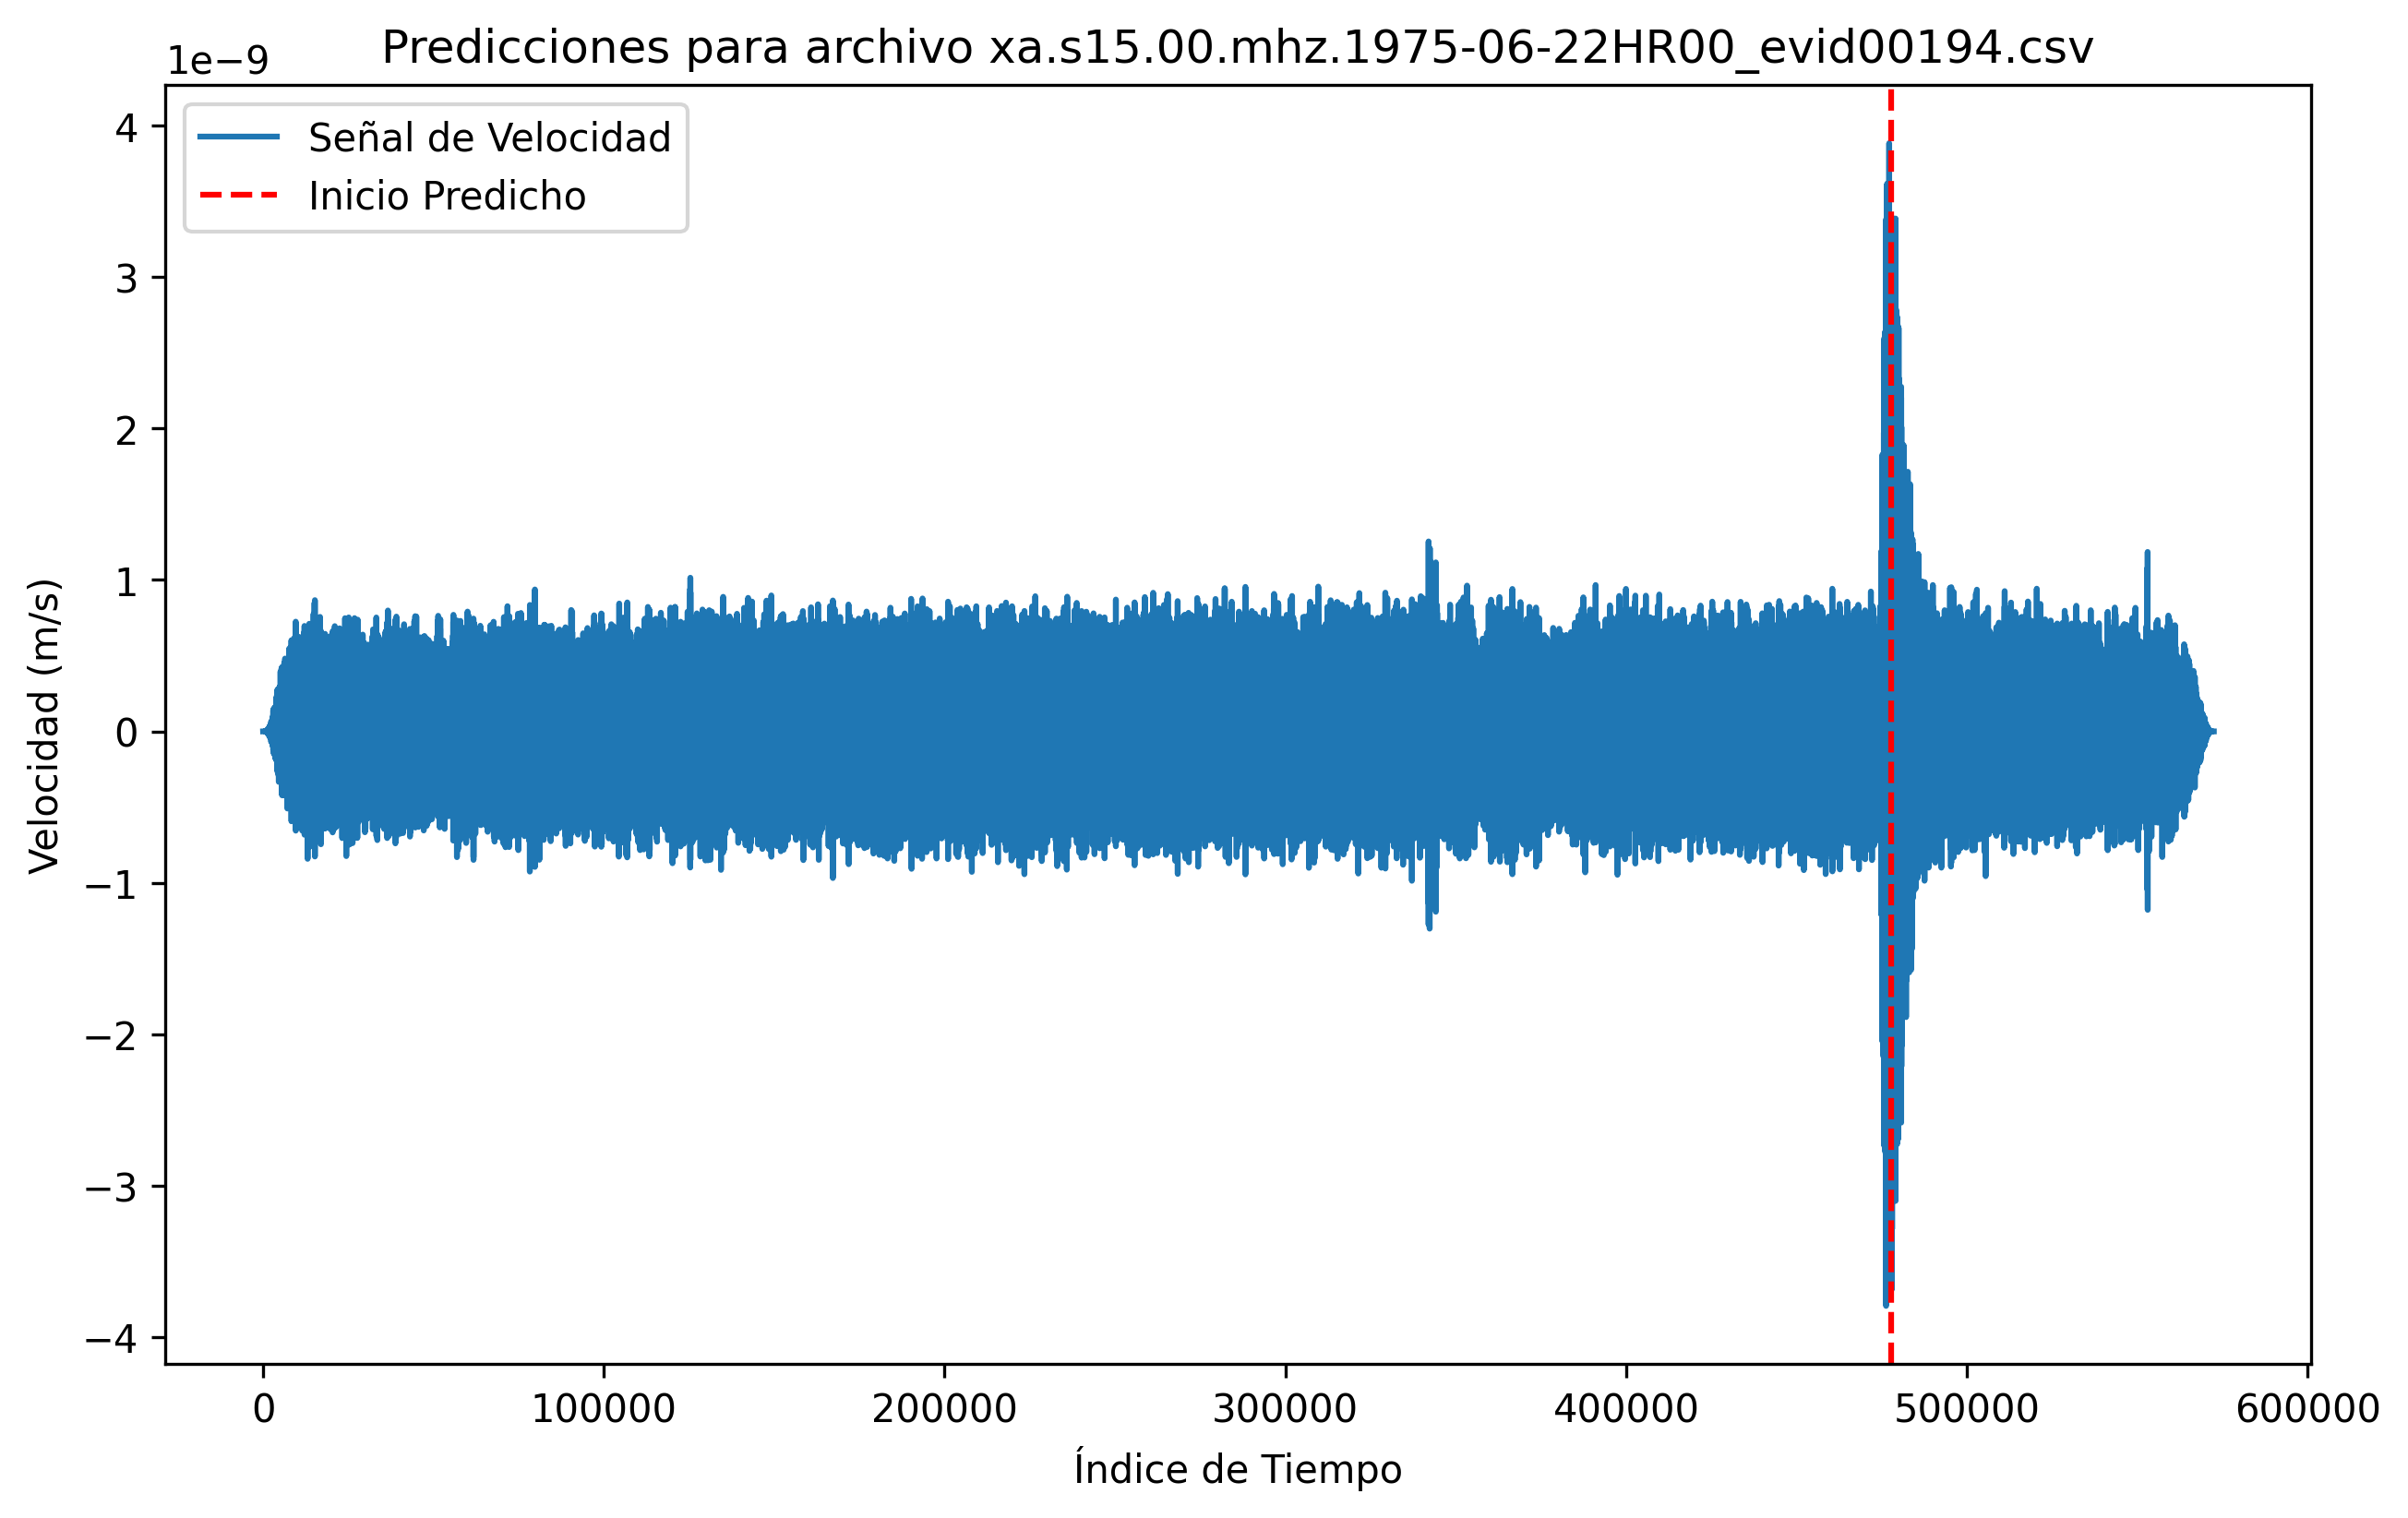 Predicciones para archivo xa.s15.00.mhz.1975-06-22HR00_evid00194.csv
1e−9
Señal de Velocidad
Inicio Predicho
4
3
2
1
0
−1
−2
−3
−4
Velocidad (m/s)
0 100000 200000 300000 400000 500000 600000
Índice de Tiempo